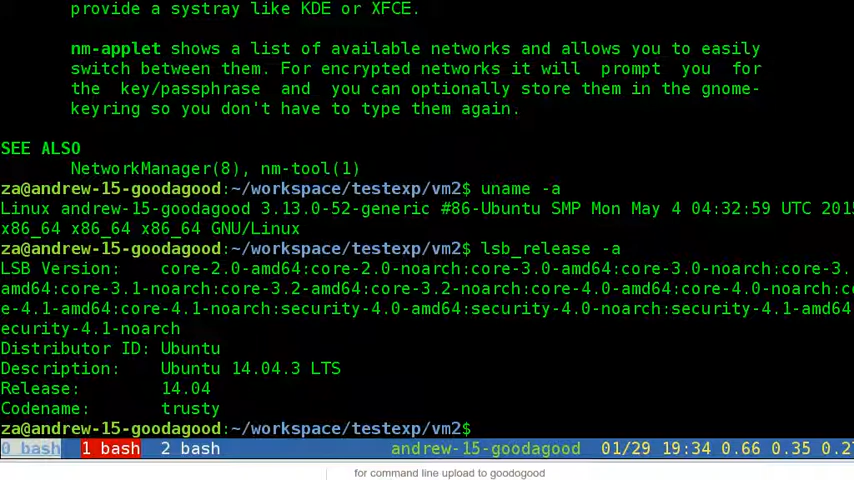 provide a systray like KDE or XFCE.
nm-applet shows a list of available networks and allows you to easily
switch between them. For encrypted networks it will prompt you for
the key/passphrase and you can optionally store them in the gnome-
keyring so you don't have to type them again.
SEE ALSO
NetworkManager(8), nm-tool(1)
za@andrew-15-goodagood:~/workspace/testexp/vm2$ uname -a
Linux andrew-15-goodagood 3.13.0-52-generic #86-Ubuntu SMP Mon May 4 04:32:59 UTC 2015
x86_64 x86_64 x86_64 GNU/Linux
za@andrew-15-goodagood:~/workspace/testexp/vm2$ lsb_release -a
LSB Version:    core-2.0-amd64:core-2.0-noarch:core-3.0-amd64:core-3.0-noarch:core-3.
amd64:core-3.1-noarch:core-3.2-amd64:core-3.2-noarch:core-4.0-amd64:core-4.0-noarch:co
e-4.1-amd64:core-4.1-noarch:security-4.0-amd64:security-4.0-noarch:security-4.1-amd64:
ecurity-4.1-noarch
Distributor ID: Ubuntu
Description:    Ubuntu 14.04.3 LTS
Release:        14.04
Codename:       trusty
za@andrew-15-goodagood:~/workspace/testexp/vm2$
0 bash  1 bash  2 bash  andrew-15-goodagood  01/29 19:34 0.66 0.35 0.2
for command line upload to goodogood